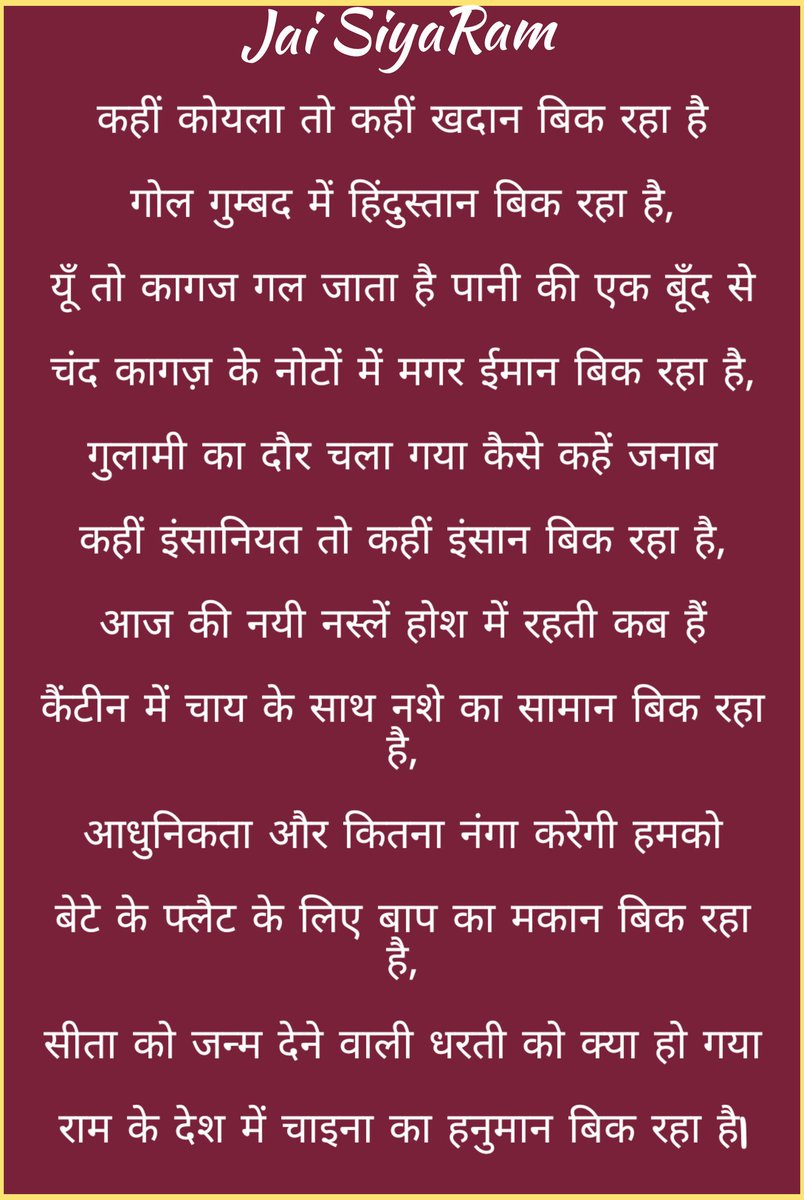 Jai SiyaRam
कहीं कोयला तो कहीं खदान बिक रहा है
गोल गुम्बद में हिंदुस्तान बिक रहा है,
यूँ तो कागज गल जाता है पानी की एक बूँद से
चंद कागज़ के नोटों में मगर ईमान बिक रहा है,
गुलामी का दौर चला गया कैसे कहें जनाब
कहीं इंसानियत तो कहीं इंसान बिक रहा है,
आज की नयी नस्लें होश में रहती कब हैं
कैंटीन में चाय के साथ नशे का सामान बिक रहा
है,
आधुनिकता और कितना नंगा करेगी हमको
बेटे के फ्लैट के लिए बाप का मकान बिक रहा
है,
सीता को जन्म देने वाली धरती को क्या हो गया
राम के देश में चाइना का हनुमान बिक रहा है।